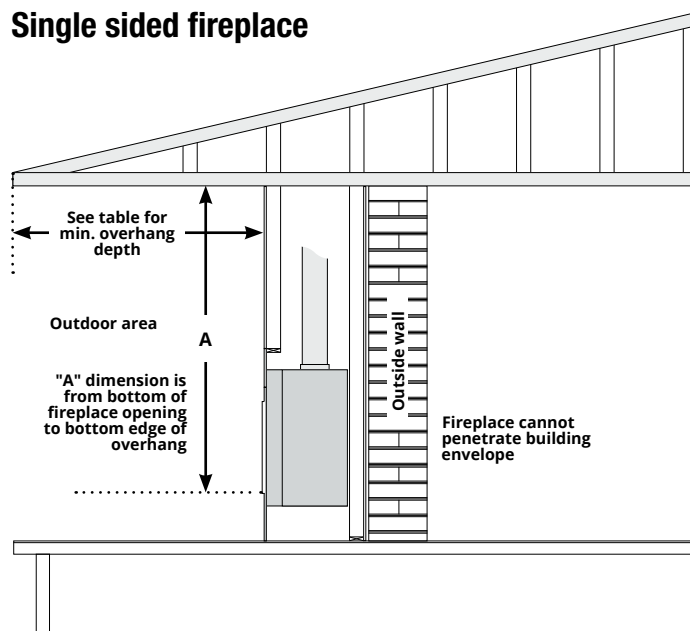 Single sided fireplace
See table for
min. overhang
depth
Outdoor area
A
"A" dimension is
from bottom of
fireplace opening
to bottom edge of
overhang
Outside wall
Fireplace cannot
penetrate building
envelope